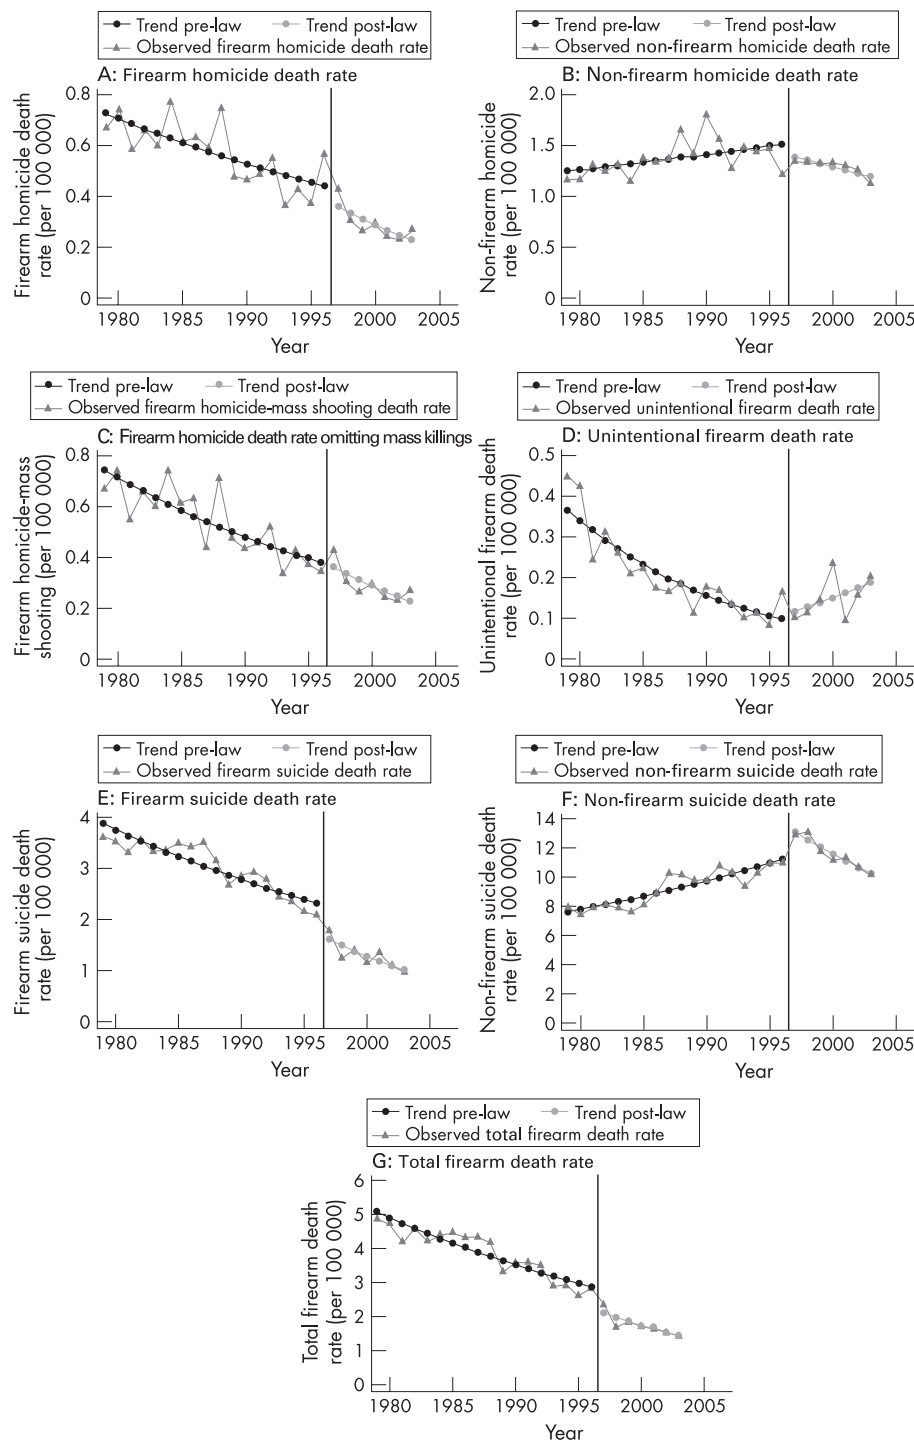 Trend pre-law Trend post-law
Observed firearm homicide death rate
A: Firearm homicide death rate
Firearm homicide death
rate (per 100 000)
0.8
0.6
0.4
0.2
0
1980 1985 1990 1995 2000 2005
Year
Trend pre-law Trend post-law
Observed non-firearm homicide death rate
B: Non-firearm homicide death rate
Non-firearm homicide
rate (per 100 000)
2.0
1.5
1.0
0.5
0
1980 1985 1990 1995 2000 2005
Year
Trend pre-law Trend post-law
Observed firearm homicide-mass shooting death rate
C: Firearm homicide death rate omitting mass killings
Firearm homicide-mass
shooting (per 100 000)
0.8
0.6
0.4
0.2
0
1980 1985 1990 1995 2000 2005
Year
Trend pre-law Trend post-law
Observed unintentional firearm death rate
D: Unintentional firearm death rate
Unintentional firearm death
rate (per 100 000)
0.5
0.4
0.3
0.2
0.1
0
1980 1985 1990 1995 2000 2005
Year
Trend pre-law Trend post-law
Observed firearm suicide death rate
E: Firearm suicide death rate
Firearm suicide death
rate (per 100 000)
4
3
2
1
0
1980 1985 1990 1995 2000 2005
Year
Trend pre-law Trend post-law
Observed non-firearm suicide death rate
F: Non-firearm suicide death rate
Non-firearm suicide death
rate (per 100 000)
14
12
10
8
6
4
2
0
1980 1985 1990 1995 2000 2005
Year
Trend pre-law Trend post-law
Observed total firearm death rate
G: Total firearm death rate
Total firearm death
rate (per 100 000)
6
5
4
3
2
1
0
1980 1985 1990 1995 2000 2005
Year